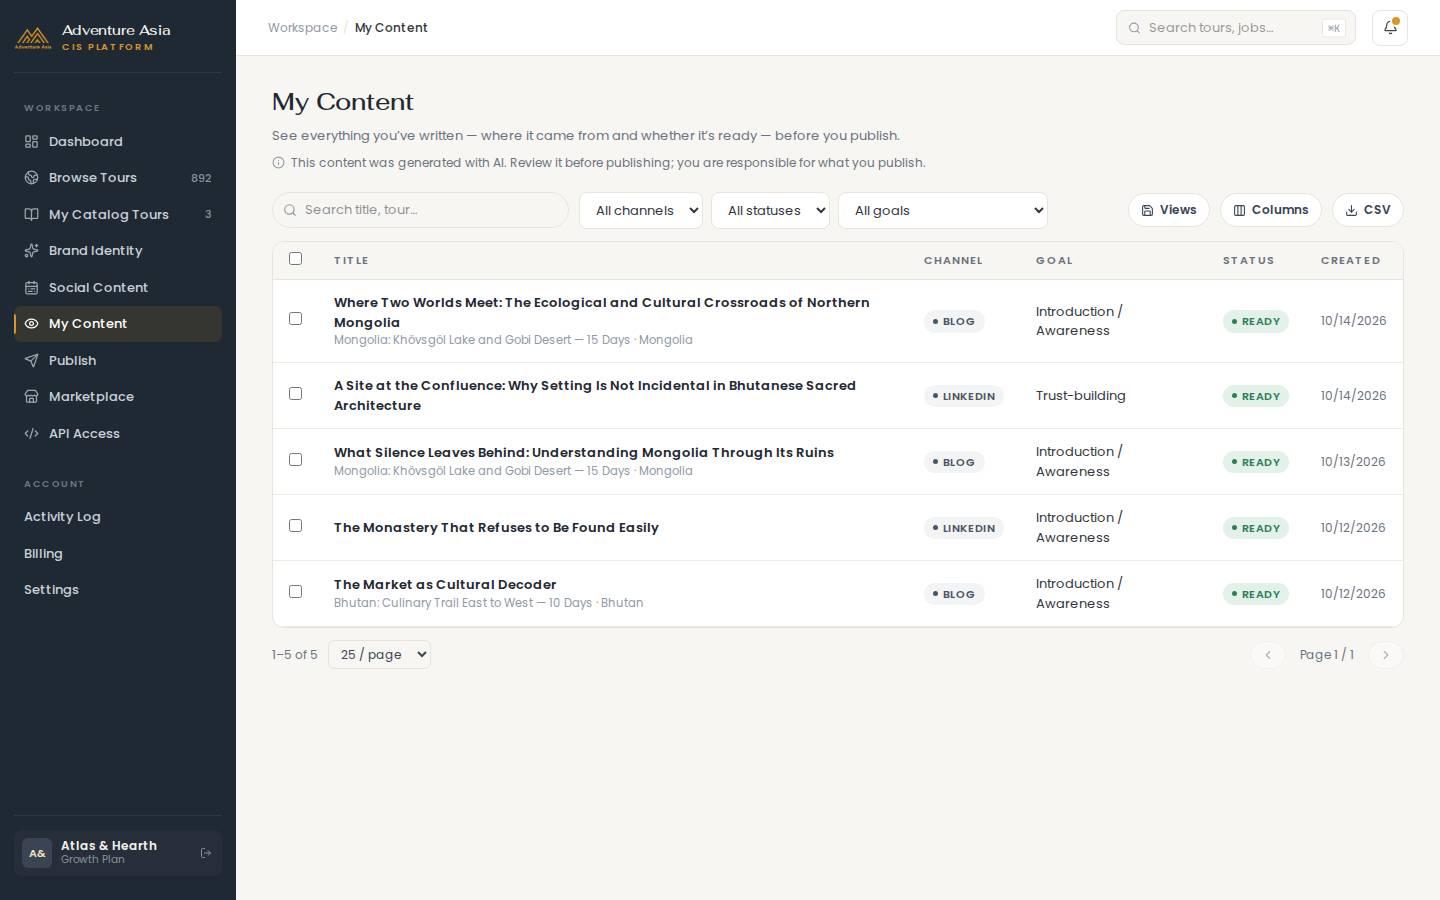 Adventure Asia
Adventure Asia
CIS PLATFORM
WORKSPACE
Dashboard
Browse Tours 892
My Catalog Tours 3
Brand Identity
Social Content
My Content
Publish
Marketplace
API Access
ACCOUNT
Activity Log
Billing
Settings
A& Atlas & Hearth
Growth Plan
Workspace / My Content
Search tours, jobs... ⌘K
My Content
See everything you've written — where it came from and whether it's ready — before you publish.
This content was generated with AI. Review it before publishing; you are responsible for what you publish.
Search title, tour... All channels All statuses All goals Views Columns CSV
TITLE CHANNEL GOAL STATUS CREATED
Where Two Worlds Meet: The Ecological and Cultural Crossroads of Northern
Mongolia
Mongolia: Khövsgöl Lake and Gobi Desert — 15 Days · Mongolia
BLOG
Introduction /
Awareness
READY
10/14/2026
A Site at the Confluence: Why Setting Is Not Incidental in Bhutanese Sacred
Architecture
LINKEDIN
Trust-building
READY
10/14/2026
What Silence Leaves Behind: Understanding Mongolia Through Its Ruins
Mongolia: Khövsgöl Lake and Gobi Desert — 15 Days · Mongolia
BLOG
Introduction /
Awareness
READY
10/13/2026
The Monastery That Refuses to Be Found Easily
LINKEDIN
Introduction /
Awareness
READY
10/12/2026
The Market as Cultural Decoder
Bhutan: Culinary Trail East to West — 10 Days · Bhutan
BLOG
Introduction /
Awareness
READY
10/12/2026
1–5 of 5 25 / page Page 1 / 1